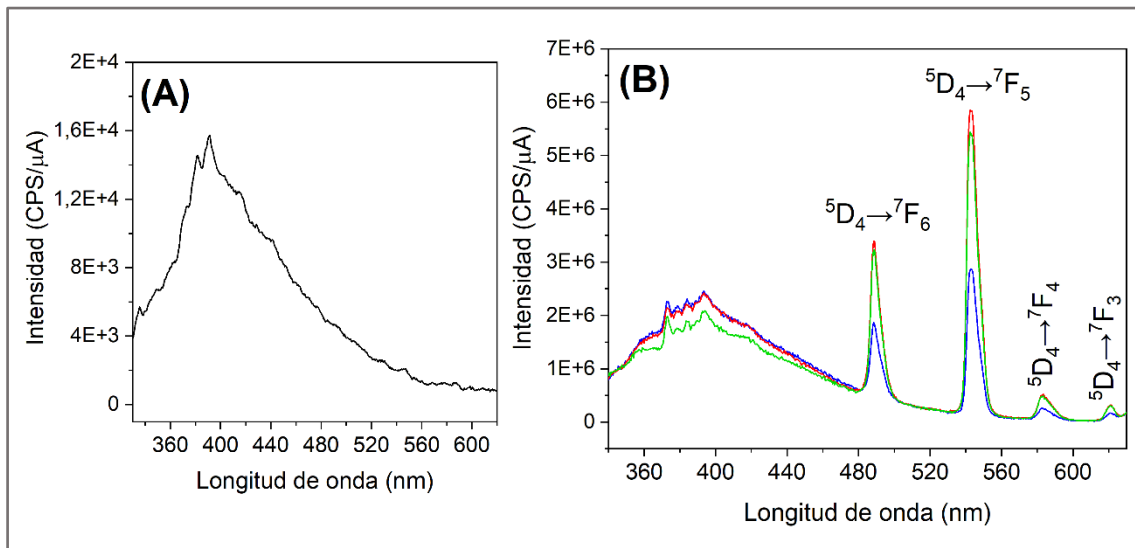 (A)
Intensidad (CPS/μA)
2E+4
1,6E+4
1,2E+4
8E+3
4E+3
0
360 400 440 480 520 560 600
Longitud de onda (nm)
(B)
Intensidad (CPS/μA)
7E+6
6E+6
5E+6
4E+6
3E+6
2E+6
1E+6
0
⁵D₄→⁷F₆
⁵D₄→⁷F₅
⁵D₄→⁷F₄
⁵D₄→⁷F₃
360 400 440 480 520 560 600
Longitud de onda (nm)